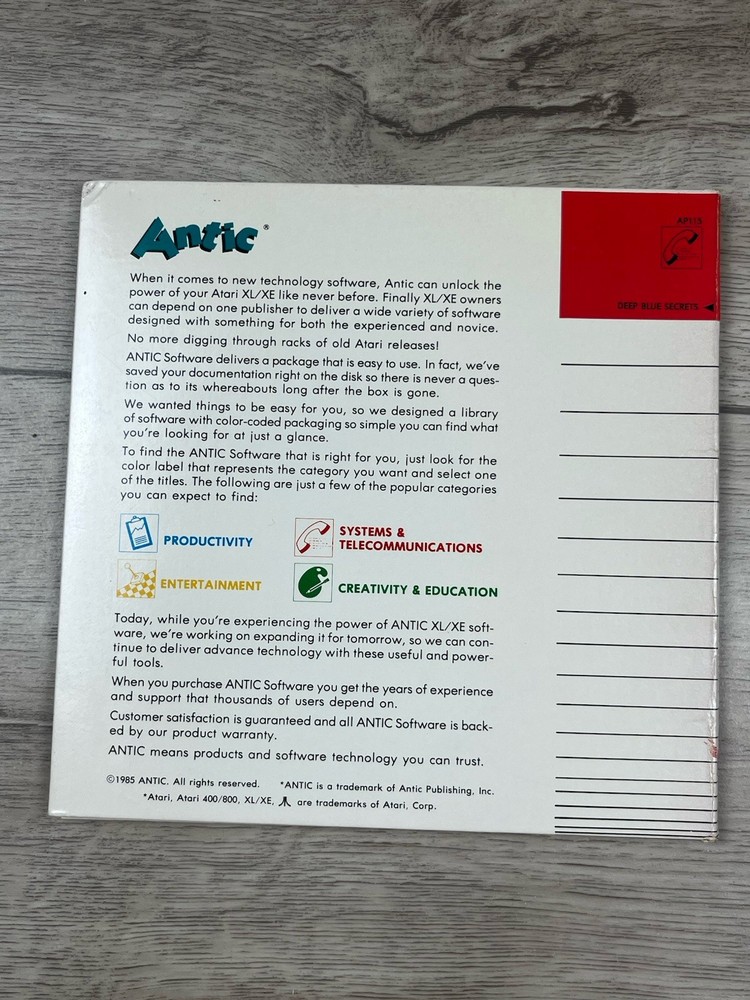 Antic®
AP115
DEEP BLUE SECRETS
When it comes to new technology software, Antic can unlock the
power of your Atari XL/XE like never before. Finally XL/XE owners
can depend on one publisher to deliver a wide variety of software
designed with something for both the experienced and novice.
No more digging through racks of old Atari releases!
ANTIC Software delivers a package that is easy to use. In fact, we've
saved your documentation right on the disk so there is never a ques-
tion as to its whereabouts long after the box is gone.
We wanted things to be easy for you, so we designed a library
of software with color-coded packaging so simple you can find what
you're looking for at just a glance.
To find the ANTIC Software that is right for you, just look for the
color label that represents the category you want and select one
of the titles. The following are just a few of the popular categories
you can expect to find:
PRODUCTIVITY
SYSTEMS &
TELECOMMUNICATIONS
ENTERTAINMENT
CREATIVITY & EDUCATION
Today, while you're experiencing the power of ANTIC XL/XE soft-
ware, we're working on expanding it for tomorrow, so we can con-
tinue to deliver advance technology with these useful and power-
ful tools.
When you purchase ANTIC Software you get the years of experience
and support that thousands of users depend on.
Customer satisfaction is guaranteed and all ANTIC Software is back-
ed by our product warranty.
ANTIC means products and software technology you can trust.
©1985 ANTIC. All rights reserved. *ANTIC is a trademark of Antic Publishing, Inc.
*Atari, Atari 400/800, XL/XE, are trademarks of Atari, Corp.